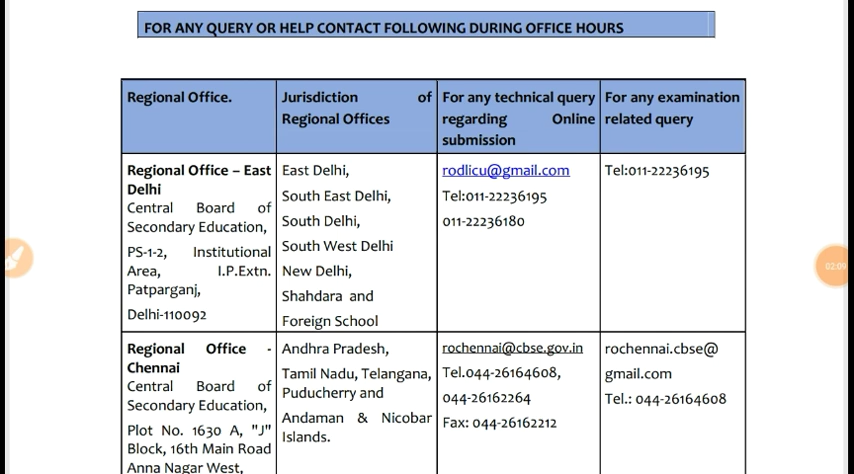 FOR ANY QUERY OR HELP CONTACT FOLLOWING DURING OFFICE HOURS
Regional Office.
Jurisdiction of
Regional Offices
For any technical query
regarding Online
submission
For any examination
related query
Regional Office – East
Delhi
Central Board of
Secondary Education,
PS-1-2, Institutional
Area, I.P.Extn.
Patparganj,
Delhi-110092
East Delhi,
South East Delhi,
South Delhi,
South West Delhi
New Delhi,
Shahdara and
Foreign School
rodlicu@gmail.com
Tel:011-22236195
011-22236180
Tel:011-22236195
Regional Office -
Chennai
Central Board of
Secondary Education,
Plot No. 1630 A, "J"
Block, 16th Main Road
Anna Nagar West,
Andhra Pradesh,
Tamil Nadu, Telangana,
Puducherry and
Andaman & Nicobar
Islands.
rochennai@cbse.gov.in
Tel.044-26164608,
044-26162264
Fax: 044-26162212
rochennai.cbse@
gmail.com
Tel.: 044-26164608
02:09